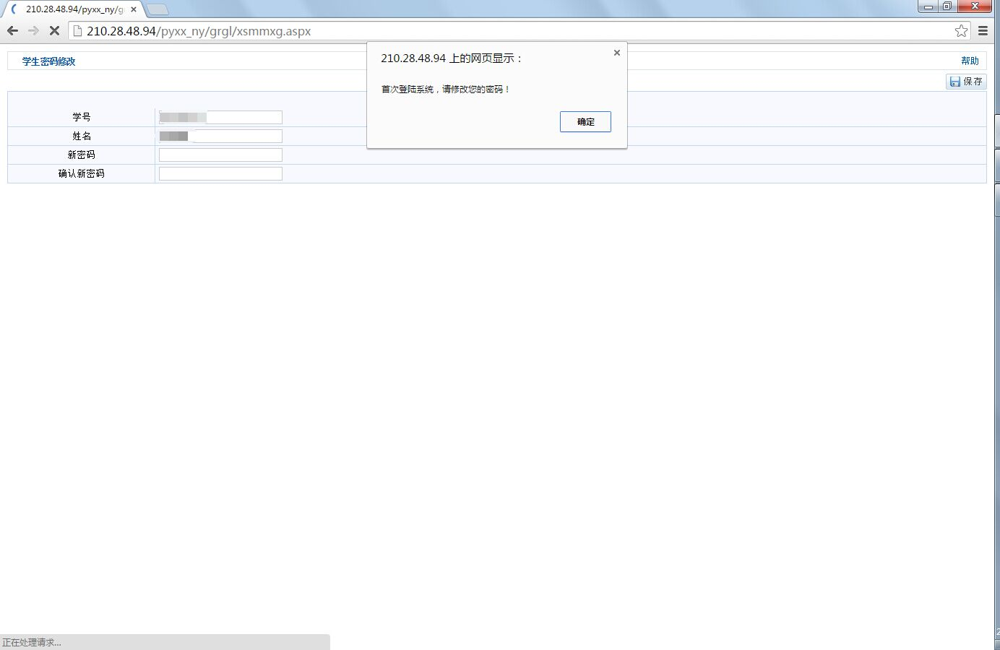 210.28.48.94/pyxx_ny/g
210.28.48.94/pyxx_ny/grgl/xsmmxg.aspx
210.28.48.94 上的网页显示：
首次登陆系统，请修改您的密码！
确定
学生密码修改
帮助
保存
学号
姓名
新密码
确认新密码
正在处理请求...